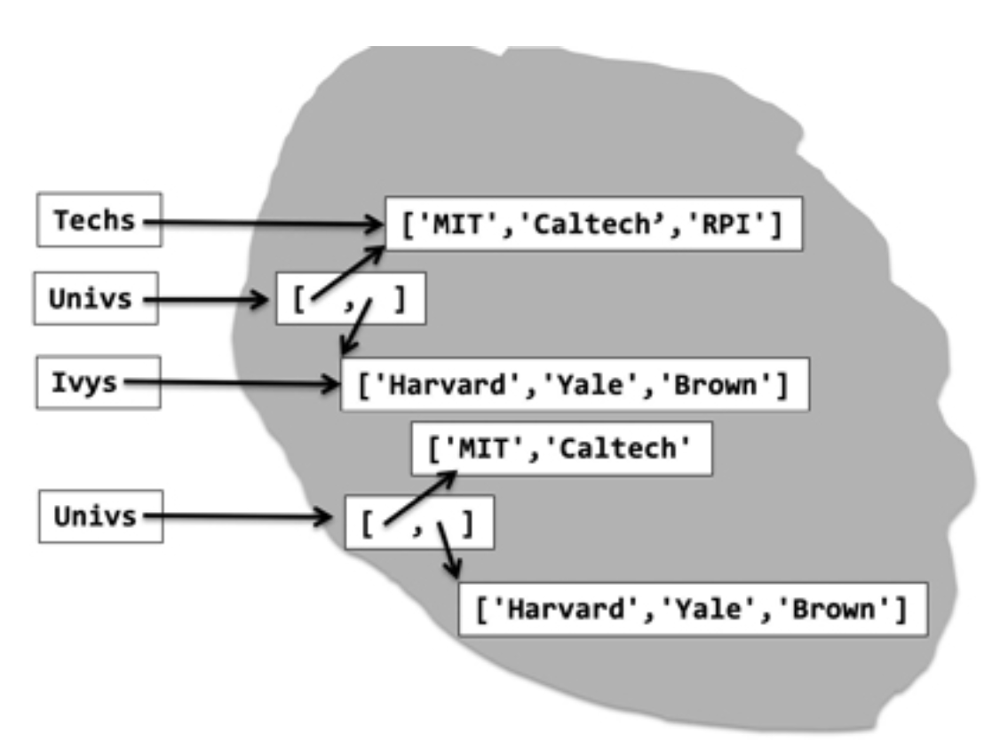 Techs
['MIT','Caltech’,'RPI']
Univs
[ , ]
Ivys
['Harvard','Yale','Brown']
['MIT','Caltech'
Univs
[ , ]
['Harvard','Yale','Brown']